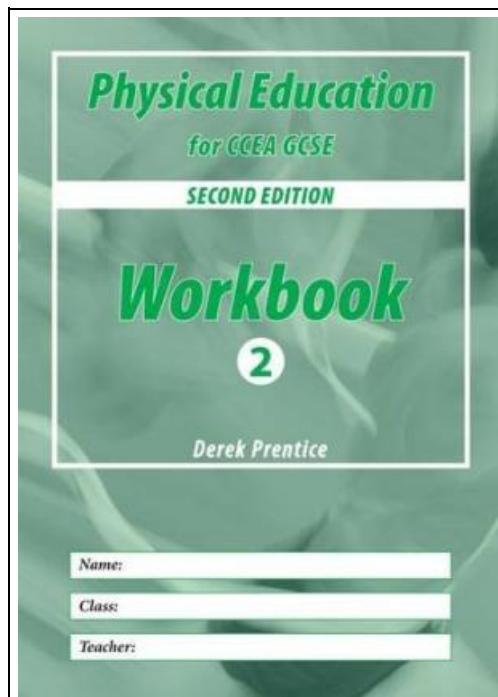 Physical Education
for CCEA GCSE
SECOND EDITION
Workbook
2
Derek Prentice
Name:
Class:
Teacher: